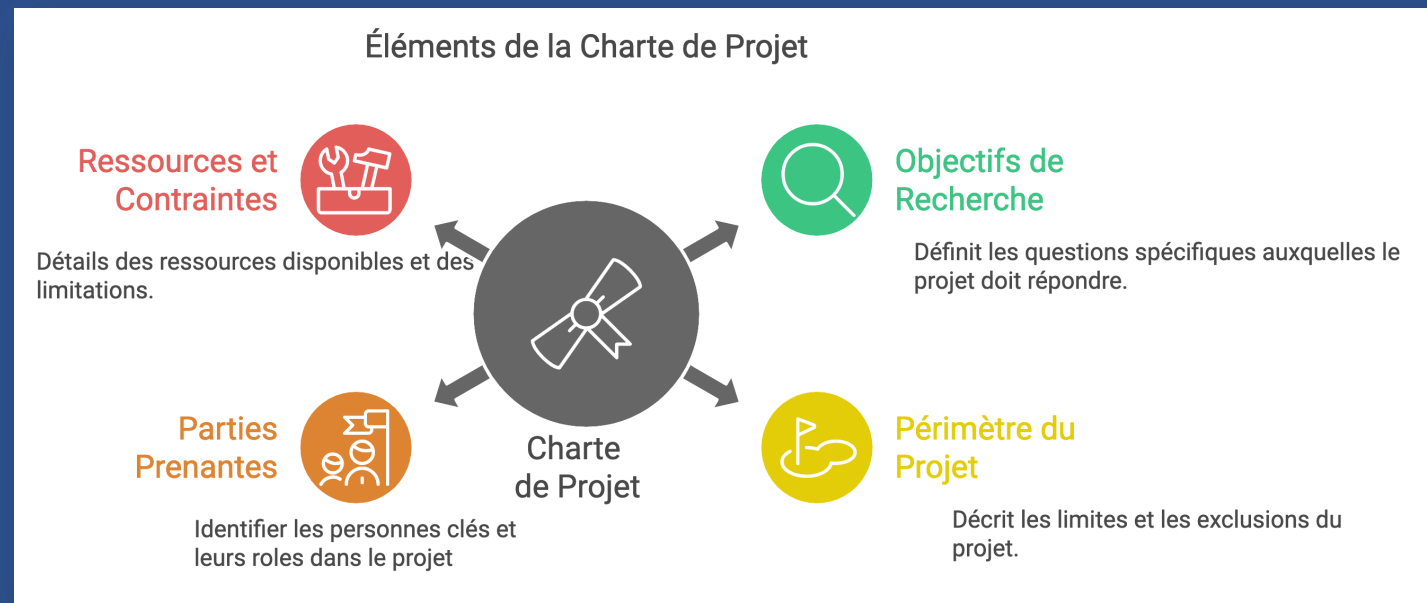 Éléments de la Charte de Projet
Ressources et
Contraintes
Détails des ressources disponibles et des
limitations.
Objectifs de
Recherche
Définit les questions spécifiques auxquelles le
projet doit répondre.
Parties
Prenantes
Identifier les personnes clés et
leurs roles dans le projet
Charte
de Projet
Périmètre du
Projet
Décrit les limites et les exclusions du
projet.